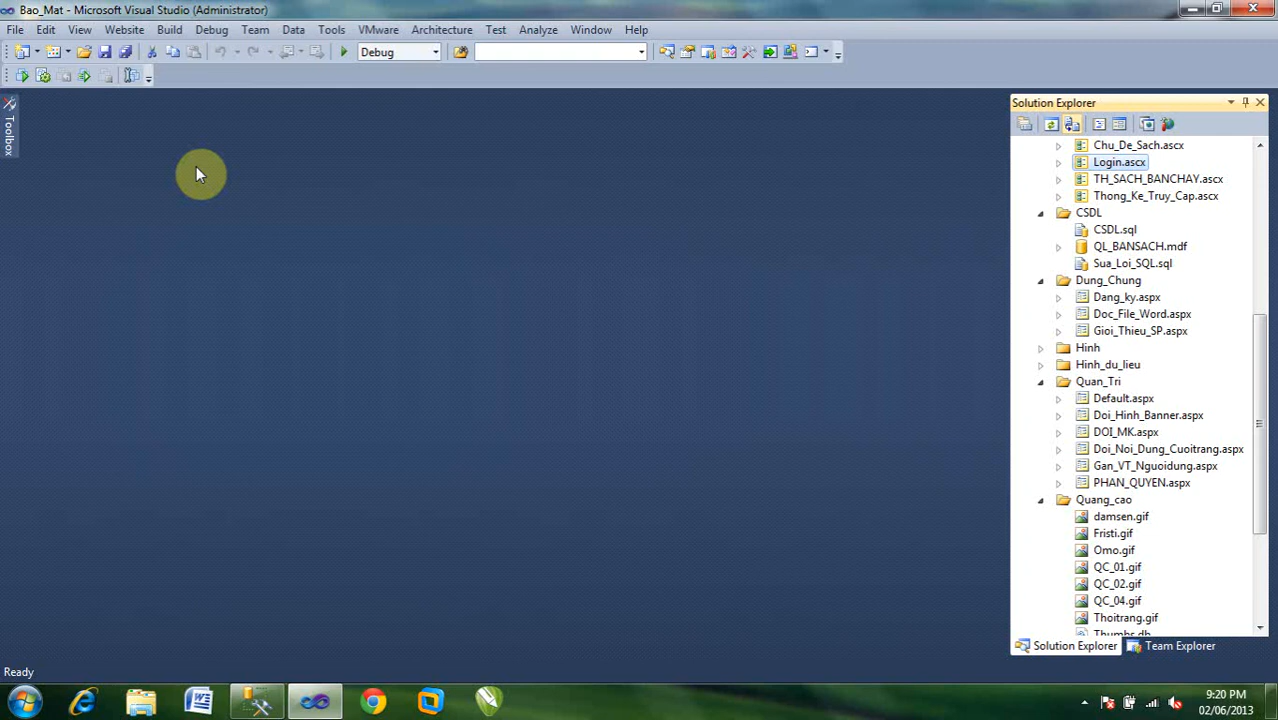 Bao_Mat - Microsoft Visual Studio (Administrator)
File Edit View Website Build Debug Team Data Tools VMware Architecture Test Analyze Window Help
Debug
Toolbox
Solution Explorer
Chu_De_Sach.ascx
Login.ascx
TH_SACH_BANCHAY.ascx
Thong_Ke_Truy_Cap.ascx
CSDL
CSDL.sql
QL_BANSACH.mdf
Sua_Loi_SQL.sql
Dung_Chung
Dang_ky.aspx
Doc_File_Word.aspx
Gioi_Thieu_SP.aspx
Hinh
Hinh_du_lieu
Quan_Tri
Default.aspx
Doi_Hinh_Banner.aspx
DOI_MK.aspx
Doi_Noi_Dung_Cuoitrang.aspx
Gan_VT_Nguoidung.aspx
PHAN_QUYEN.aspx
Quang_cao
damsen.gif
Fristi.gif
Omo.gif
QC_01.gif
QC_02.gif
QC_04.gif
Thoitrang.gif
Thumbs.db
Solution Explorer Team Explorer
Ready
9:20 PM
02/06/2013